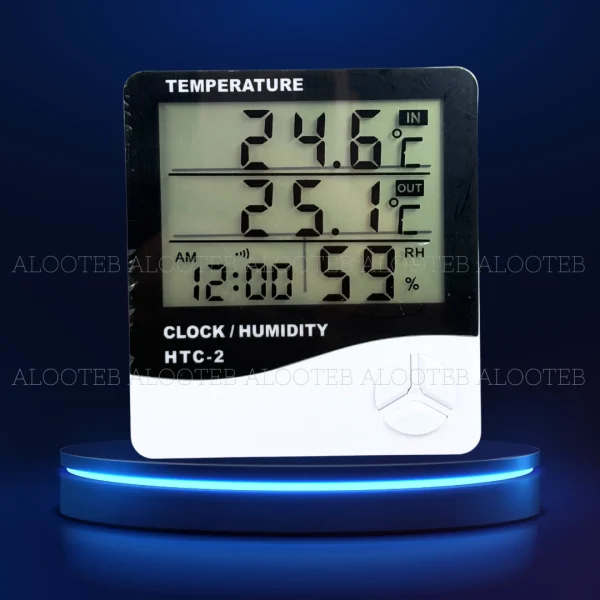 TEMPERATURE
24.6 IN °C
25.1 OUT °C
AM RH
12:00 59 %
ALOOTEB ALOOTEB ALOOTEB ALOOTEB ALOOTEB
CLOCK / HUMIDITY
HTC-2
ALOOTEB ALOOTEB ALOOTEB ALOOTEB ALOOTEB